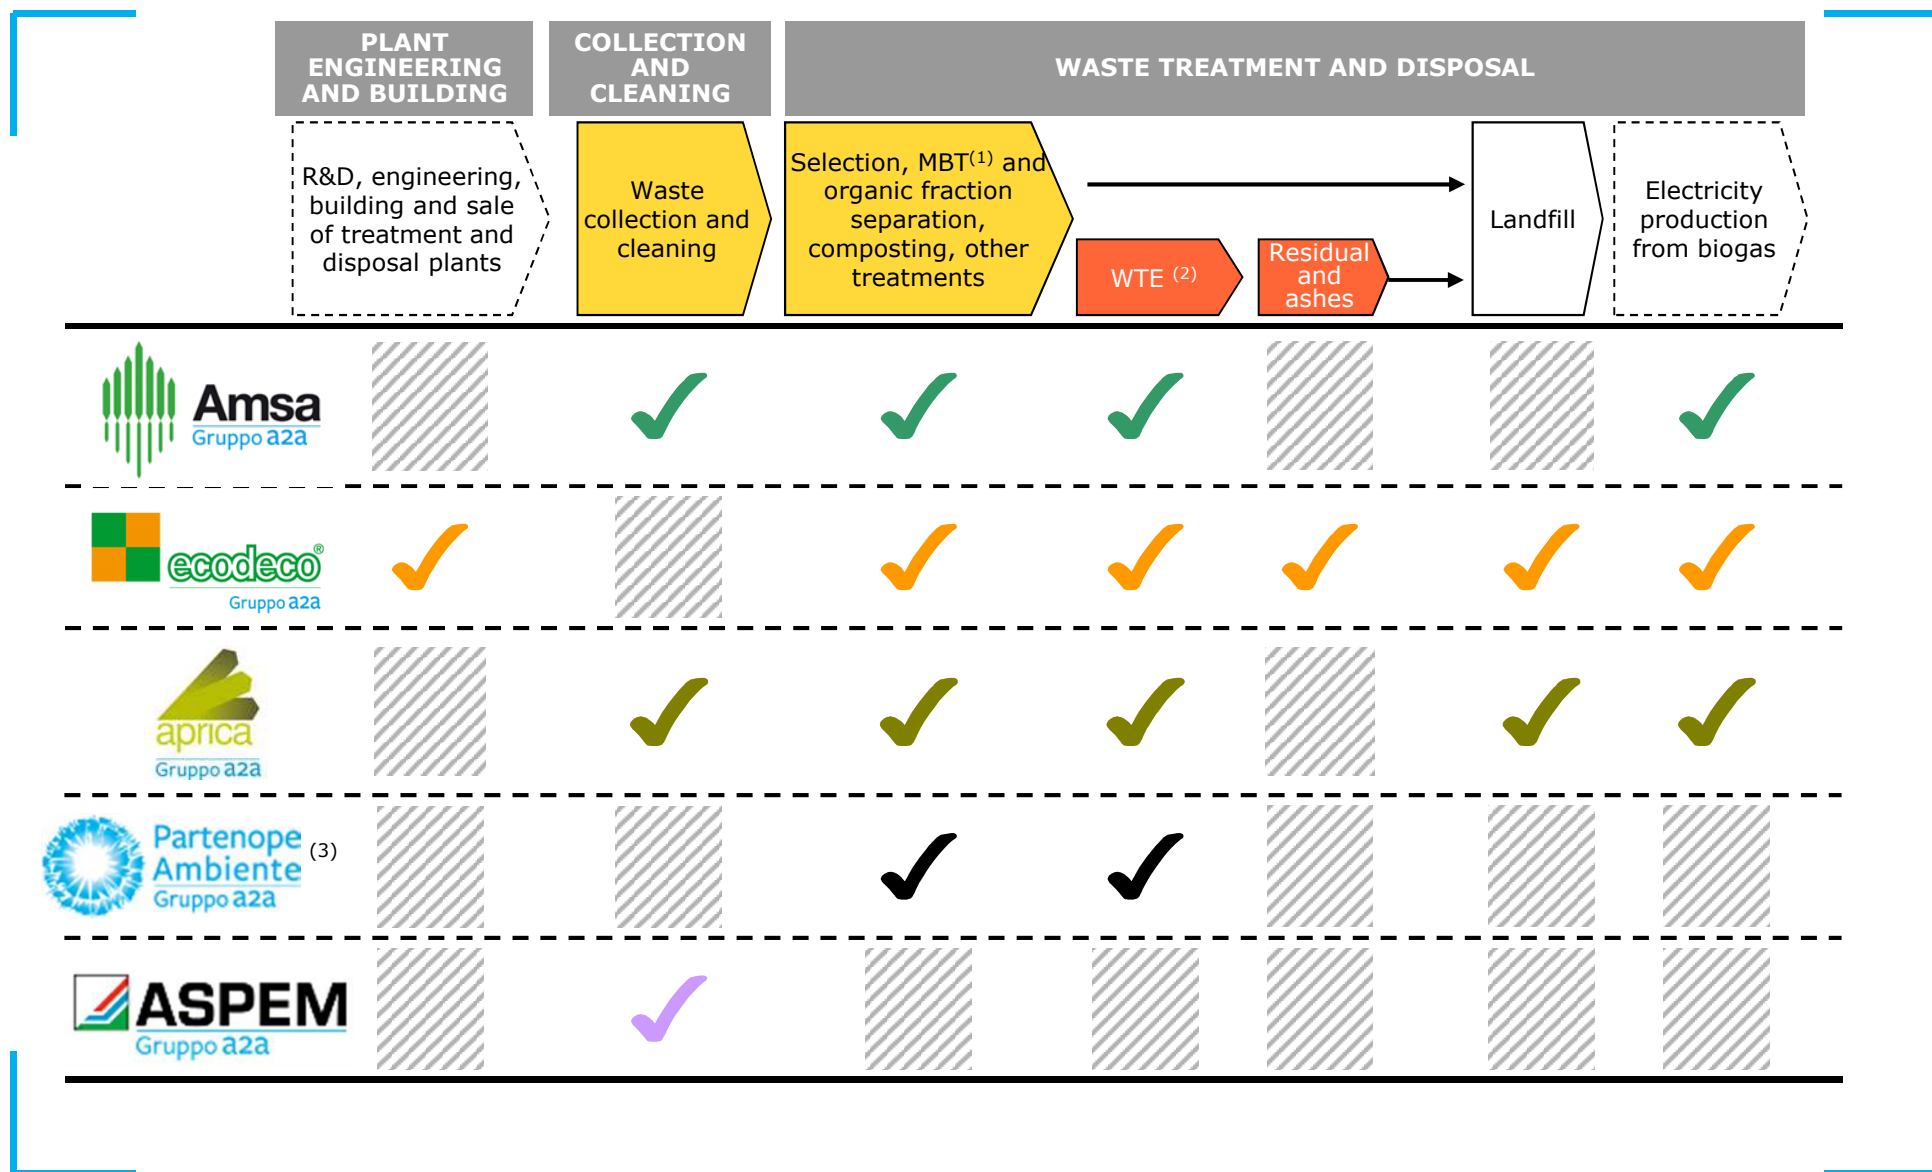 PLANT
ENGINEERING
AND BUILDING
COLLECTION
AND
CLEANING
WASTE TREATMENT AND DISPOSAL
R&D, engineering,
building and sale
of treatment and
disposal plants
Waste
collection and
cleaning
Selection, MBT(1) and
organic fraction
separation,
composting, other
treatments
WTE (2)
Residual
and
ashes
Landfill
Electricity
production
from biogas
Amsa
Gruppo a2a
ecodeco®
Gruppo a2a
aprica
Gruppo a2a
Partenope (3)
Ambiente
Gruppo a2a
ASPEM
Gruppo a2a